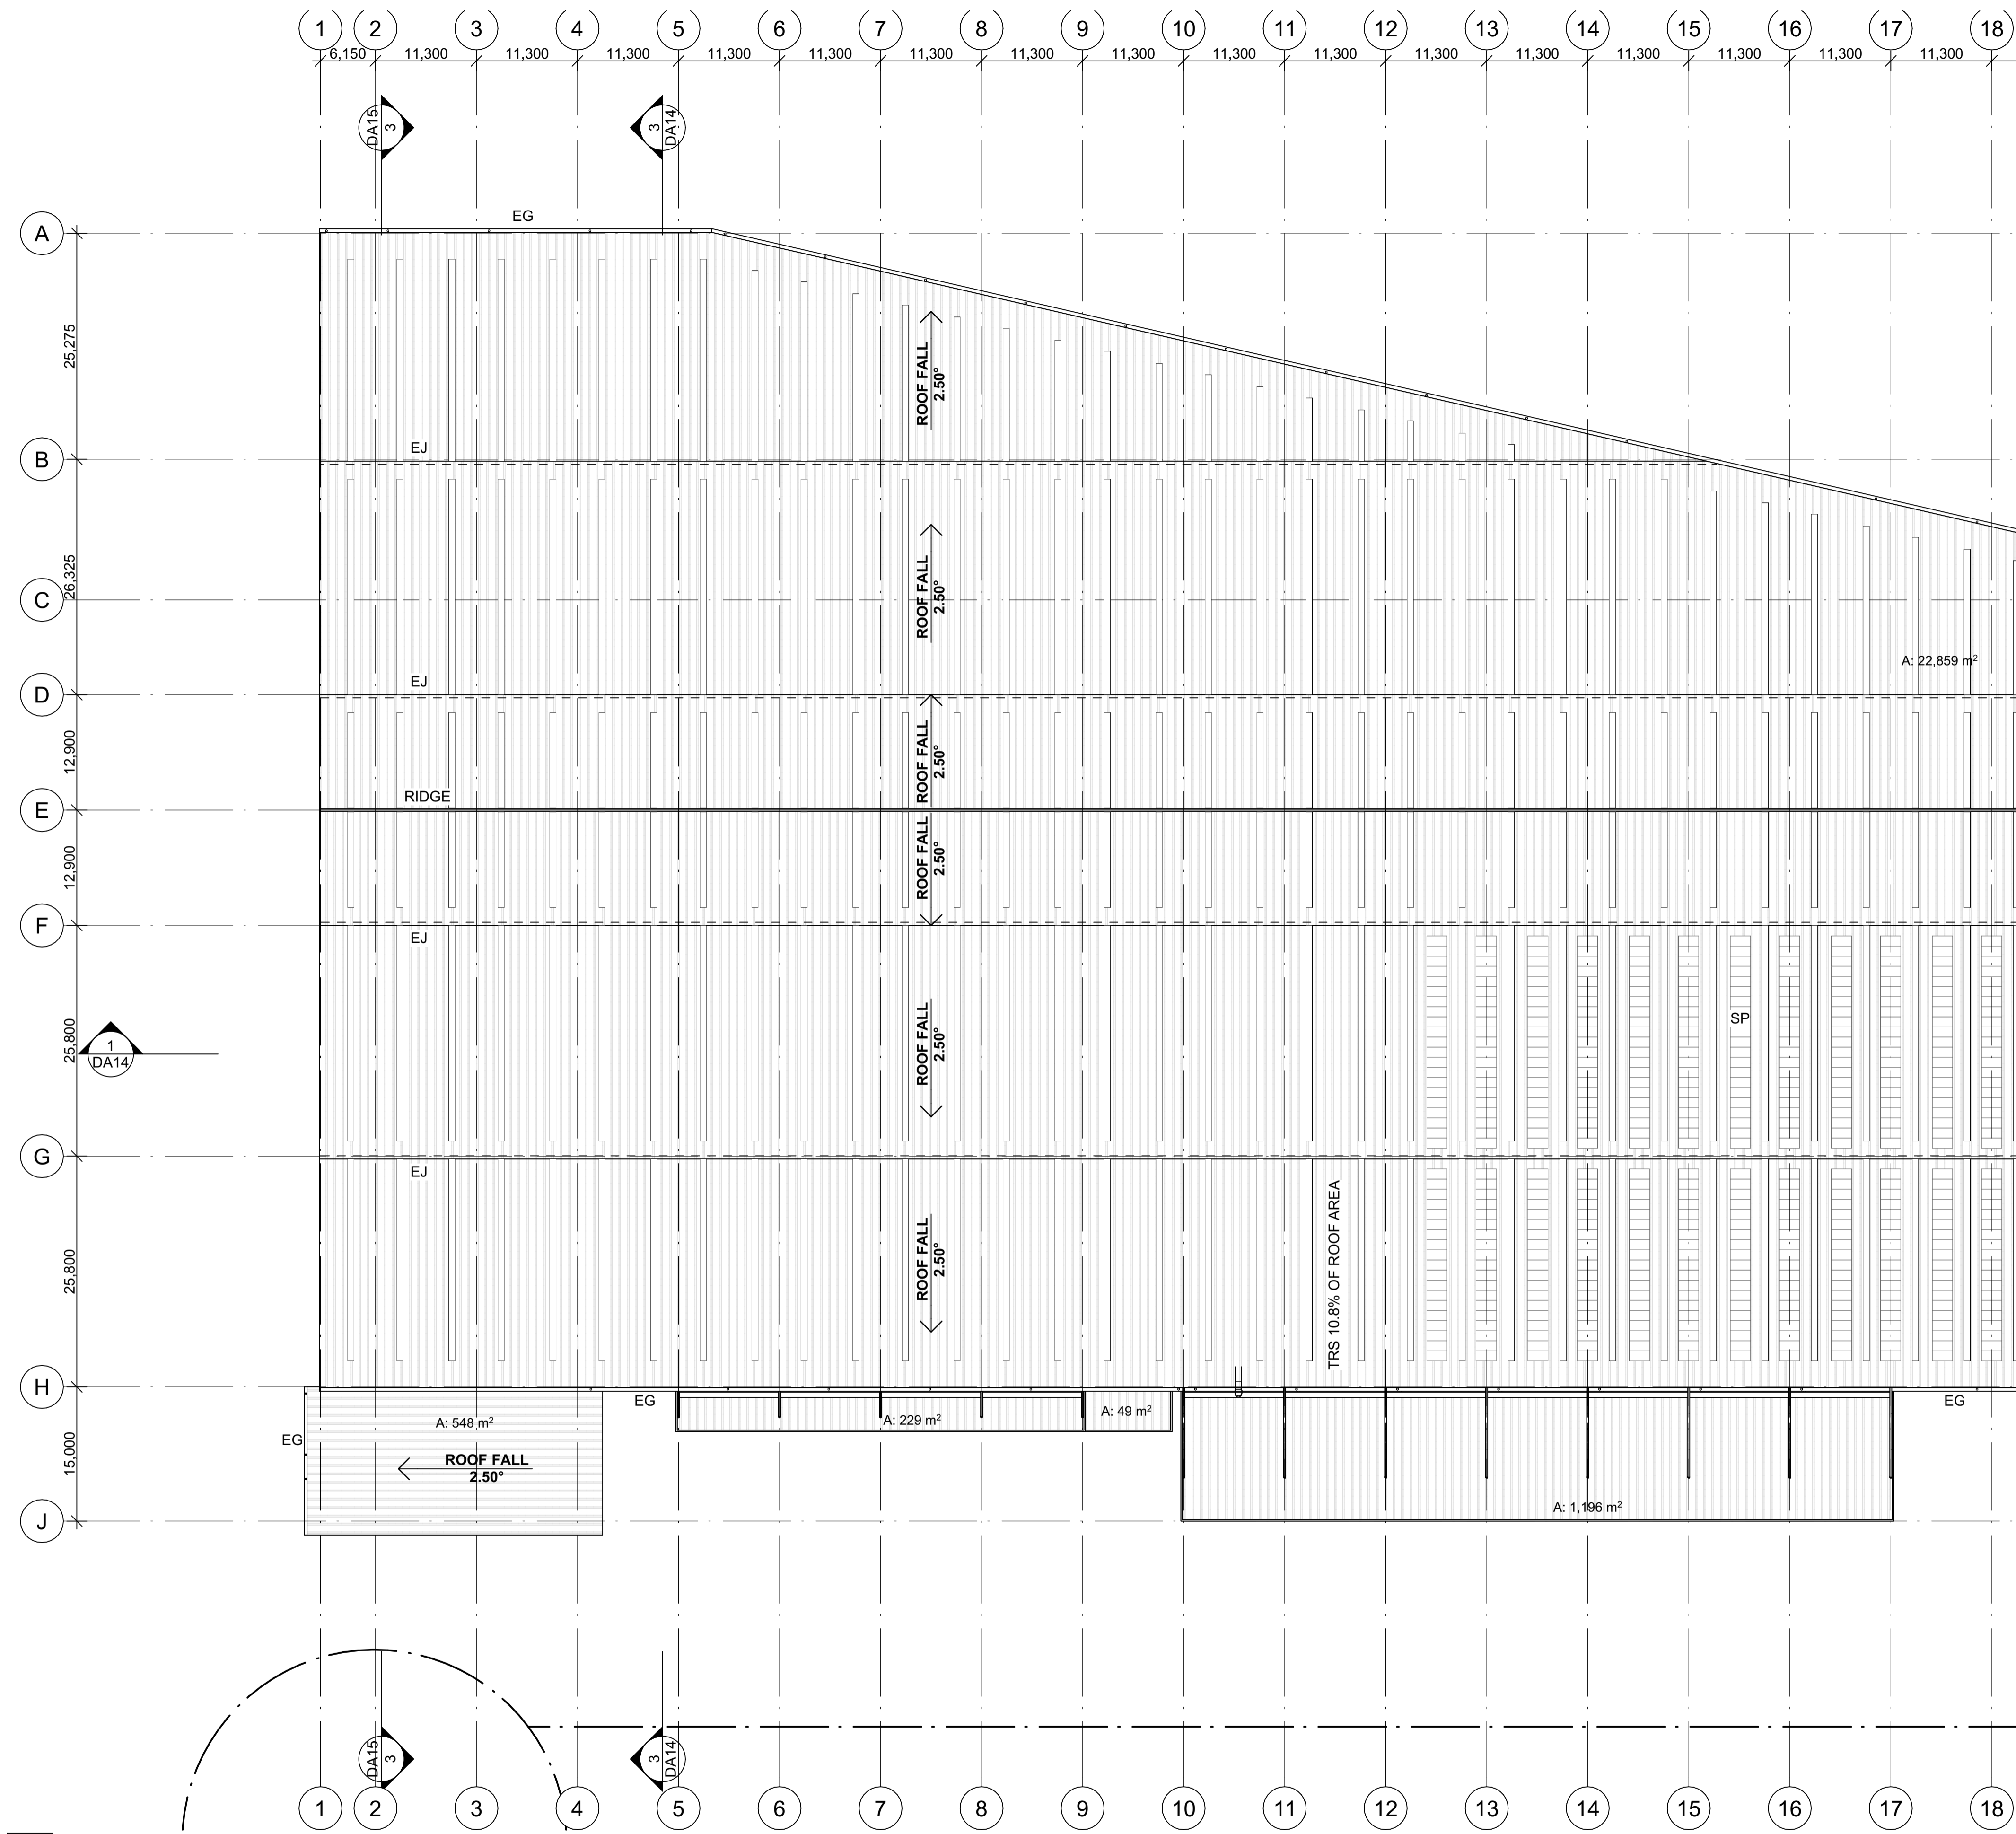 1 2 3 4 5 6 7 8 9 10 11 12 13 14 15 16 17 18
6,150 11,300 11,300 11,300 11,300 11,300 11,300 11,300 11,300 11,300 11,300 11,300 11,300 11,300 11,300 11,300 11,300
DA15
3
3
DA14
EG
A
25,275
ROOF FALL
2.50°
EJ
B
26,325
ROOF FALL
2.50°
C
A: 22,859 m²
EJ
D
12,900
ROOF FALL
2.50°
RIDGE
E
12,900
ROOF FALL
2.50°
F
EJ
SP
25,800
ROOF FALL
2.50°
1
DA14
G
EJ
25,800
ROOF FALL
2.50°
TRS 10.8% OF ROOF AREA
H
EG
EG
A: 548 m²
A: 229 m²
A: 49 m²
EG
15,000
ROOF FALL
2.50°
A: 1,196 m²
J
DA15
3
3
DA14
1 2 3 4 5 6 7 8 9 10 11 12 13 14 15 16 17 18